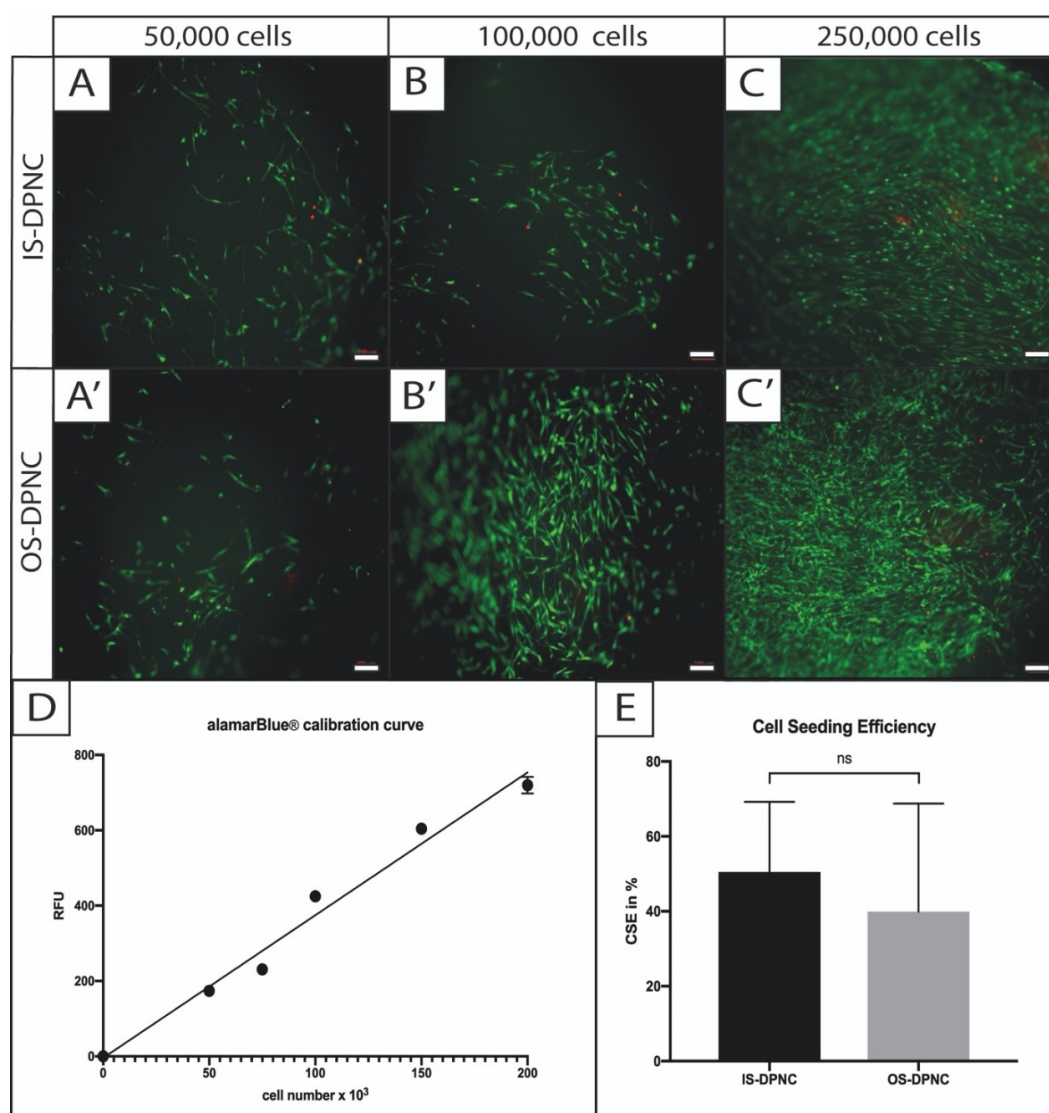 50,000 cells
100,000 cells
250,000 cells
IS-DPNC
A
B
C
OS-DPNC
A′
B′
C′
D
alamarBlue® calibration curve
800
600
400
200
0
RFU
0
50
100
150
200
cell number x 10³
E
Cell Seeding Efficiency
ns
80
60
40
20
0
CSE in %
IS-DPNC
OS-DPNC